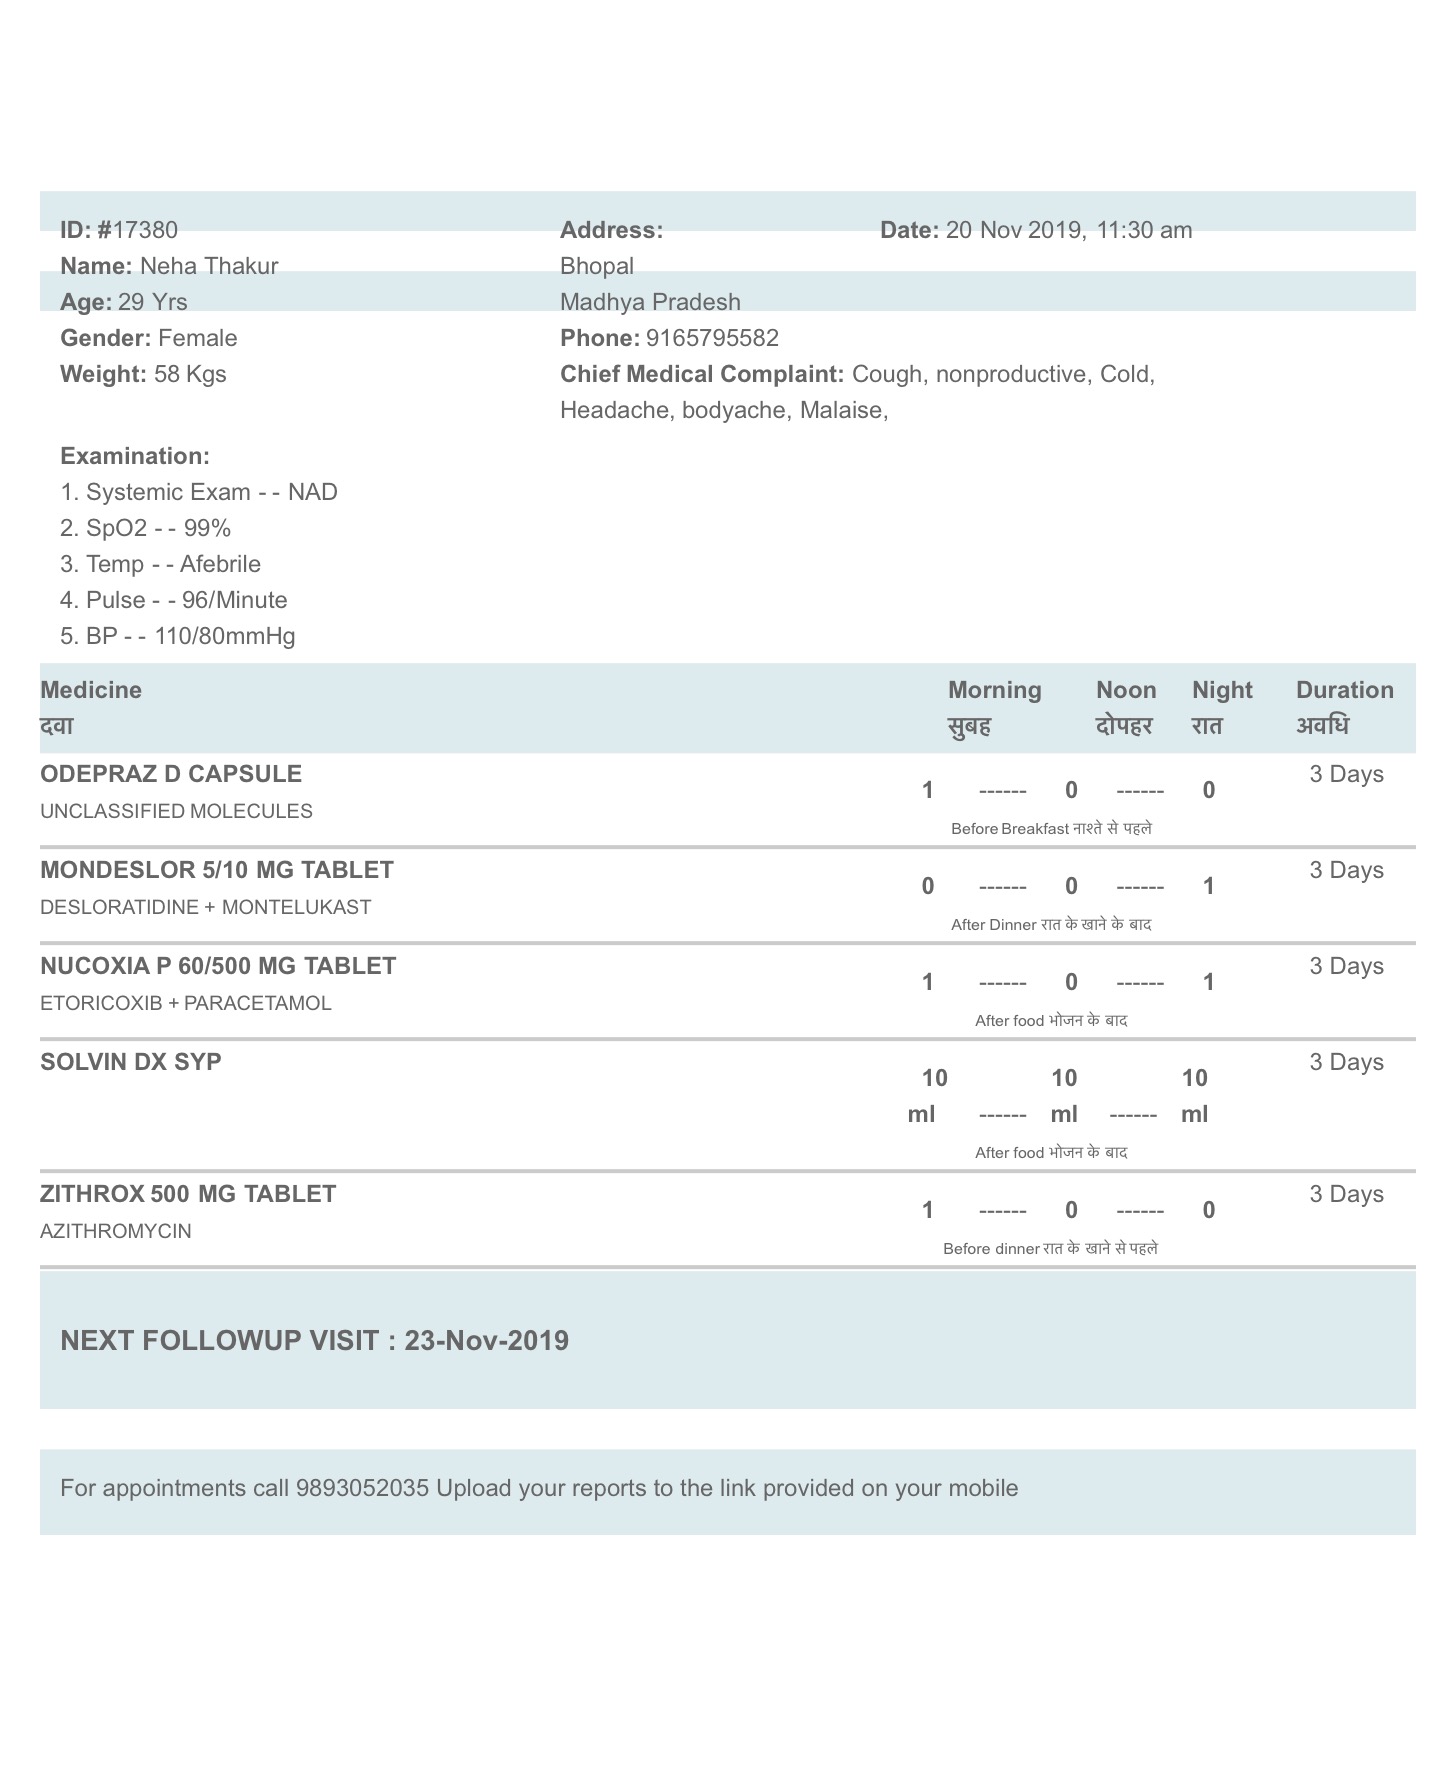 ID: #17380 Address: Date: 20 Nov 2019, 11:30 am
Name: Neha Thakur Bhopal
Age: 29 Yrs Madhya Pradesh
Gender: Female Phone: 9165795582
Weight: 58 Kgs Chief Medical Complaint: Cough, nonproductive, Cold,
Headache, bodyache, Malaise,
Examination:
1. Systemic Exam - - NAD
2. SpO2 - - 99%
3. Temp - - Afebrile
4. Pulse - - 96/Minute
5. BP - - 110/80mmHg
Medicine Morning Noon Night Duration
दवा सुबह दोपहर रात अवधि
ODEPRAZ D CAPSULE 3 Days
1 ------ 0 ------ 0
UNCLASSIFIED MOLECULES
Before Breakfast नाश्ते से पहले
MONDESLOR 5/10 MG TABLET 3 Days
0 ------ 0 ------ 1
DESLORATIDINE + MONTELUKAST
After Dinner रात के खाने के बाद
NUCOXIA P 60/500 MG TABLET 3 Days
1 ------ 0 ------ 1
ETORICOXIB + PARACETAMOL
After food भोजन के बाद
SOLVIN DX SYP 3 Days
10 10 10
ml ------ ml ------ ml
After food भोजन के बाद
ZITHROX 500 MG TABLET 3 Days
1 ------ 0 ------ 0
AZITHROMYCIN
Before dinner रात के खाने से पहले
NEXT FOLLOWUP VISIT : 23-Nov-2019
For appointments call 9893052035 Upload your reports to the link provided on your mobile